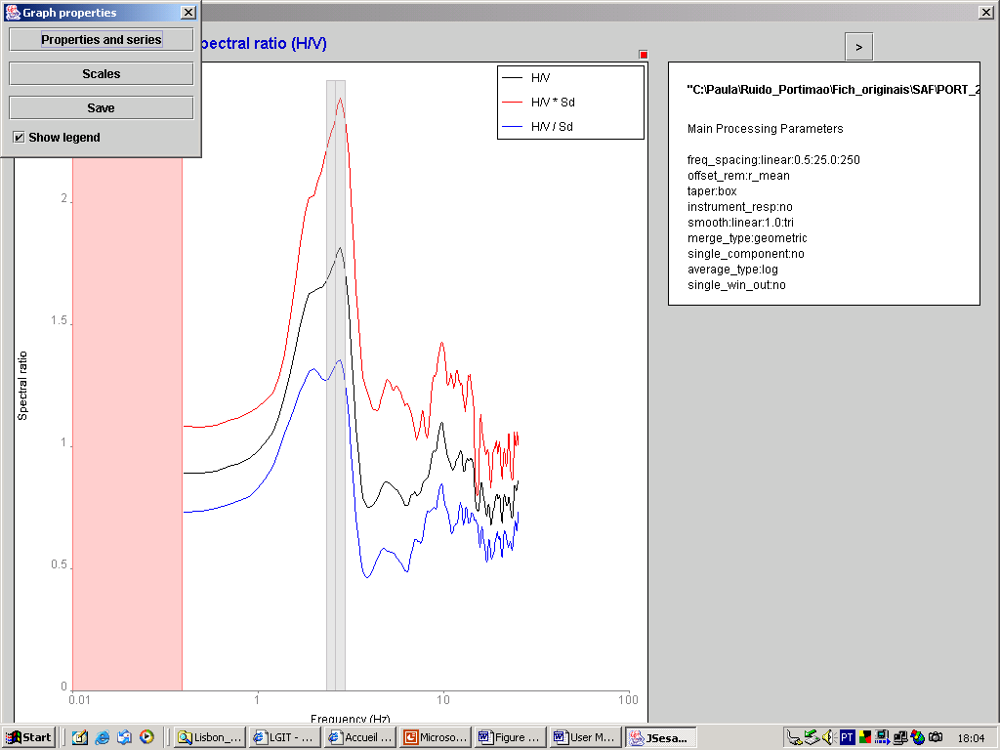 Graph properties
Properties and series
Scales
Save
Show legend
pectral ratio (H/V)
>
H/V
H/V * Sd
H/V / Sd
"C:\Paula\Ruido_Portimao\Fich_originais\SAF\PORT_2
Main Processing Parameters
freq_spacing:linear:0.5:25.0:250
offset_rem:r_mean
taper:box
instrument_resp:no
smooth:linear:1.0:tri
merge_type:geometric
single_component:no
average_type:log
single_win_out:no
2
1.5
1
0.5
0
Spectral ratio
0.01
1
10
100
Frequency (Hz)
Start
Lisbon_...
LGIT - ...
Accueil ...
Microso...
Figure ...
User M...
JSesa...
PT
18:04